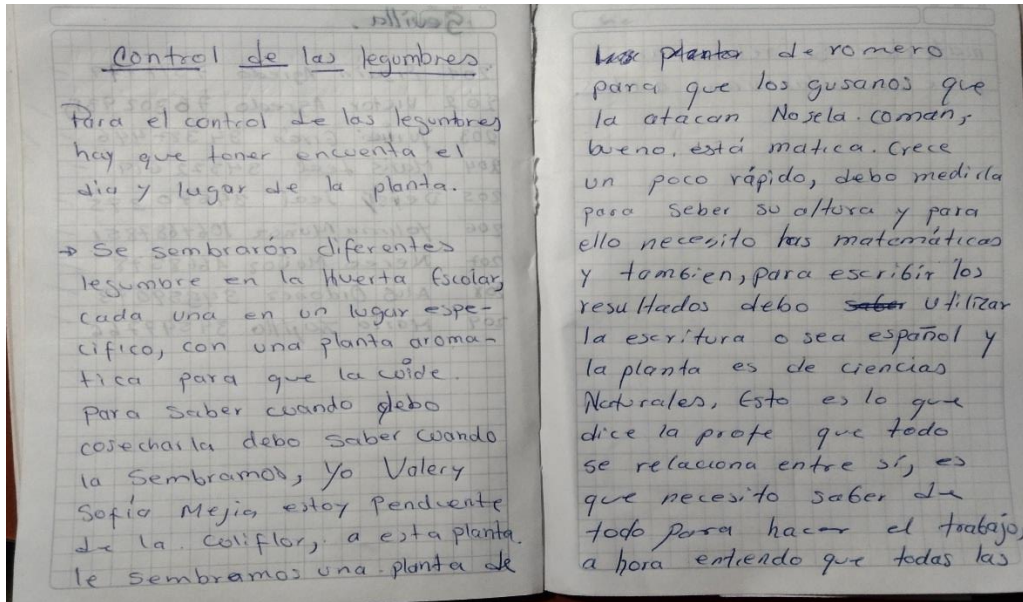 Sevilla.
Control de las legumbres
Para el control de las legumbres
hay que tener encuenta el
dia y lugar de la planta.
→ Se sembrarón diferentes
legumbre en la Huerta Escolar,
cada una en un lugar espe-
cifico, con una planta aroma-
tica para que la coide.
Para saber cuando debo
cosecharla debo saber cuando
la Sembramos, Yo Valery
Sofía Mejia estoy Penduente
de la coliflor, a esta planta.
le sembramos una planta de
planta de romero
para que los gusanos que
la atacan No sela. coman,
bueno, está matica. Crece
un poco rápido, debo medirla
para seber su altura y para
ello necesito las matemáticas
y tambien, para escribir los
resultados debo saber utilizar
la escritura o sea español y
la planta es de ciencias
Naturales, Esto es lo que
dice la profe que todo
se relaciona entre sí, es
que necesito saber de
todo para hacer el trabajo,
a hora entiendo que todas las